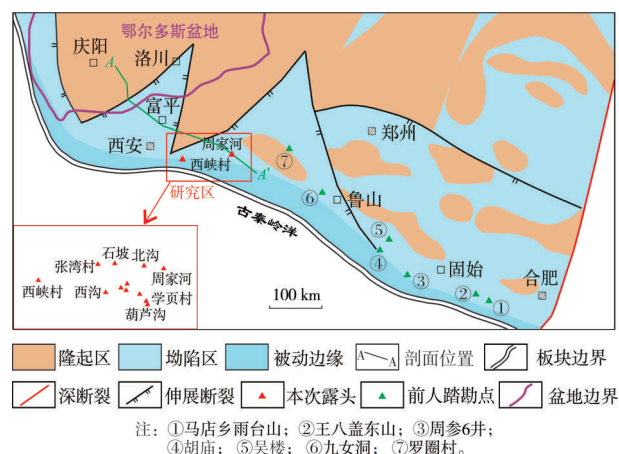 鄂尔多斯盆地
庆阳
洛川
A
富平
西安
周家河
西峡村
A'
研究区
⑦
郑州
⑥
鲁山
古秦岭洋
⑤
④
③
固始
②
①
合肥
100 km
石坡
北沟
张湾村
周家河
西峡村
西沟
学页村
葫芦沟
隆起区
坳陷区
被动边缘
A
A
剖面位置
板块边界
深断裂
伸展断裂
本次露头
前人踏勘点
盆地边界
注：①马店乡雨台山；②王八盖东山；③周参6井；
④胡庙；⑤吴楼；⑥九女洞；⑦罗圈村。